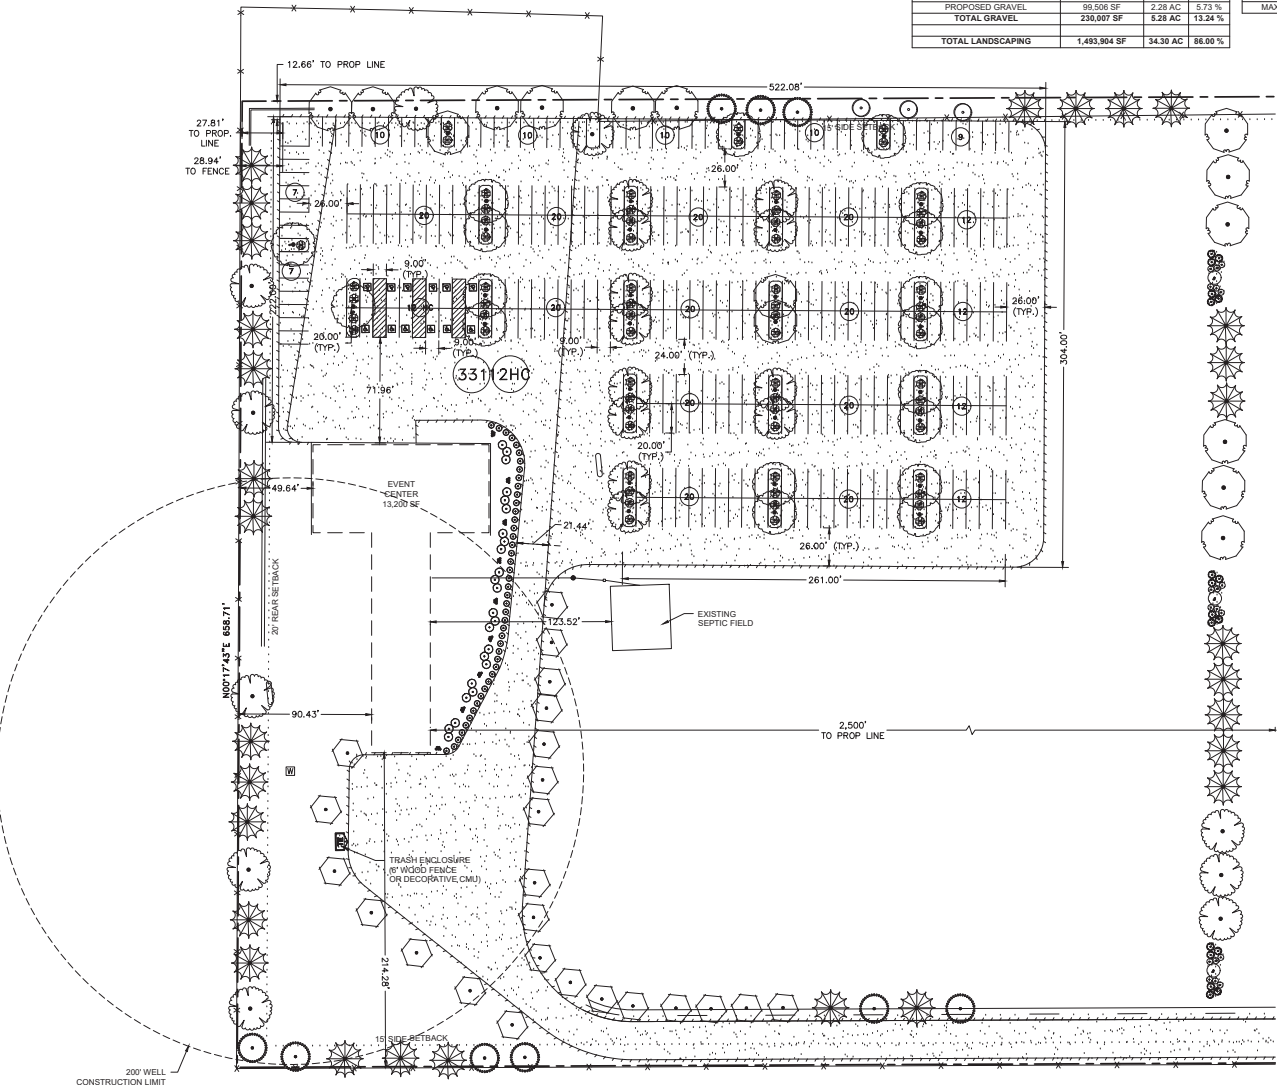 PROPOSED GRAVEL 99,506 SF 2.28 AC 5.73 %
TOTAL GRAVEL 230,007 SF 5.28 AC 13.24 %
TOTAL LANDSCAPING 1,493,904 SF 34.30 AC 86.00 %
MAX
12.66' TO PROP LINE
522.08'
27.81'
TO PROP.
LINE
28.94'
TO FENCE
10
10
10
10
9
SIDE SETBACK
26.00'
7
26.00'
20
20
20
20
12
7
9.00'
(TYP.)
222.00'
20
20
20
12
26.00'
(TYP.)
20.00'
(TYP.)
9.00'
(TYP.)
9.00'
(TYP.)
24.00' (TYP.)
304.00'
331
12HC
71.96'
20
20
12
20.00'
(TYP.)
EVENT
CENTER
13,200 SF
49.64'
20
20
12
21.44'
26.00' (TYP.)
261.00'
20' REAR SETBACK
N00°17'43"E 658.71'
123.52'
EXISTING
SEPTIC FIELD
90.43'
2,500'
TO PROP LINE
W
TRASH ENCLOSURE
(6' WOOD FENCE
OR DECORATIVE CMU)
214.28'
15' SIDE SETBACK
200' WELL
CONSTRUCTION LIMIT